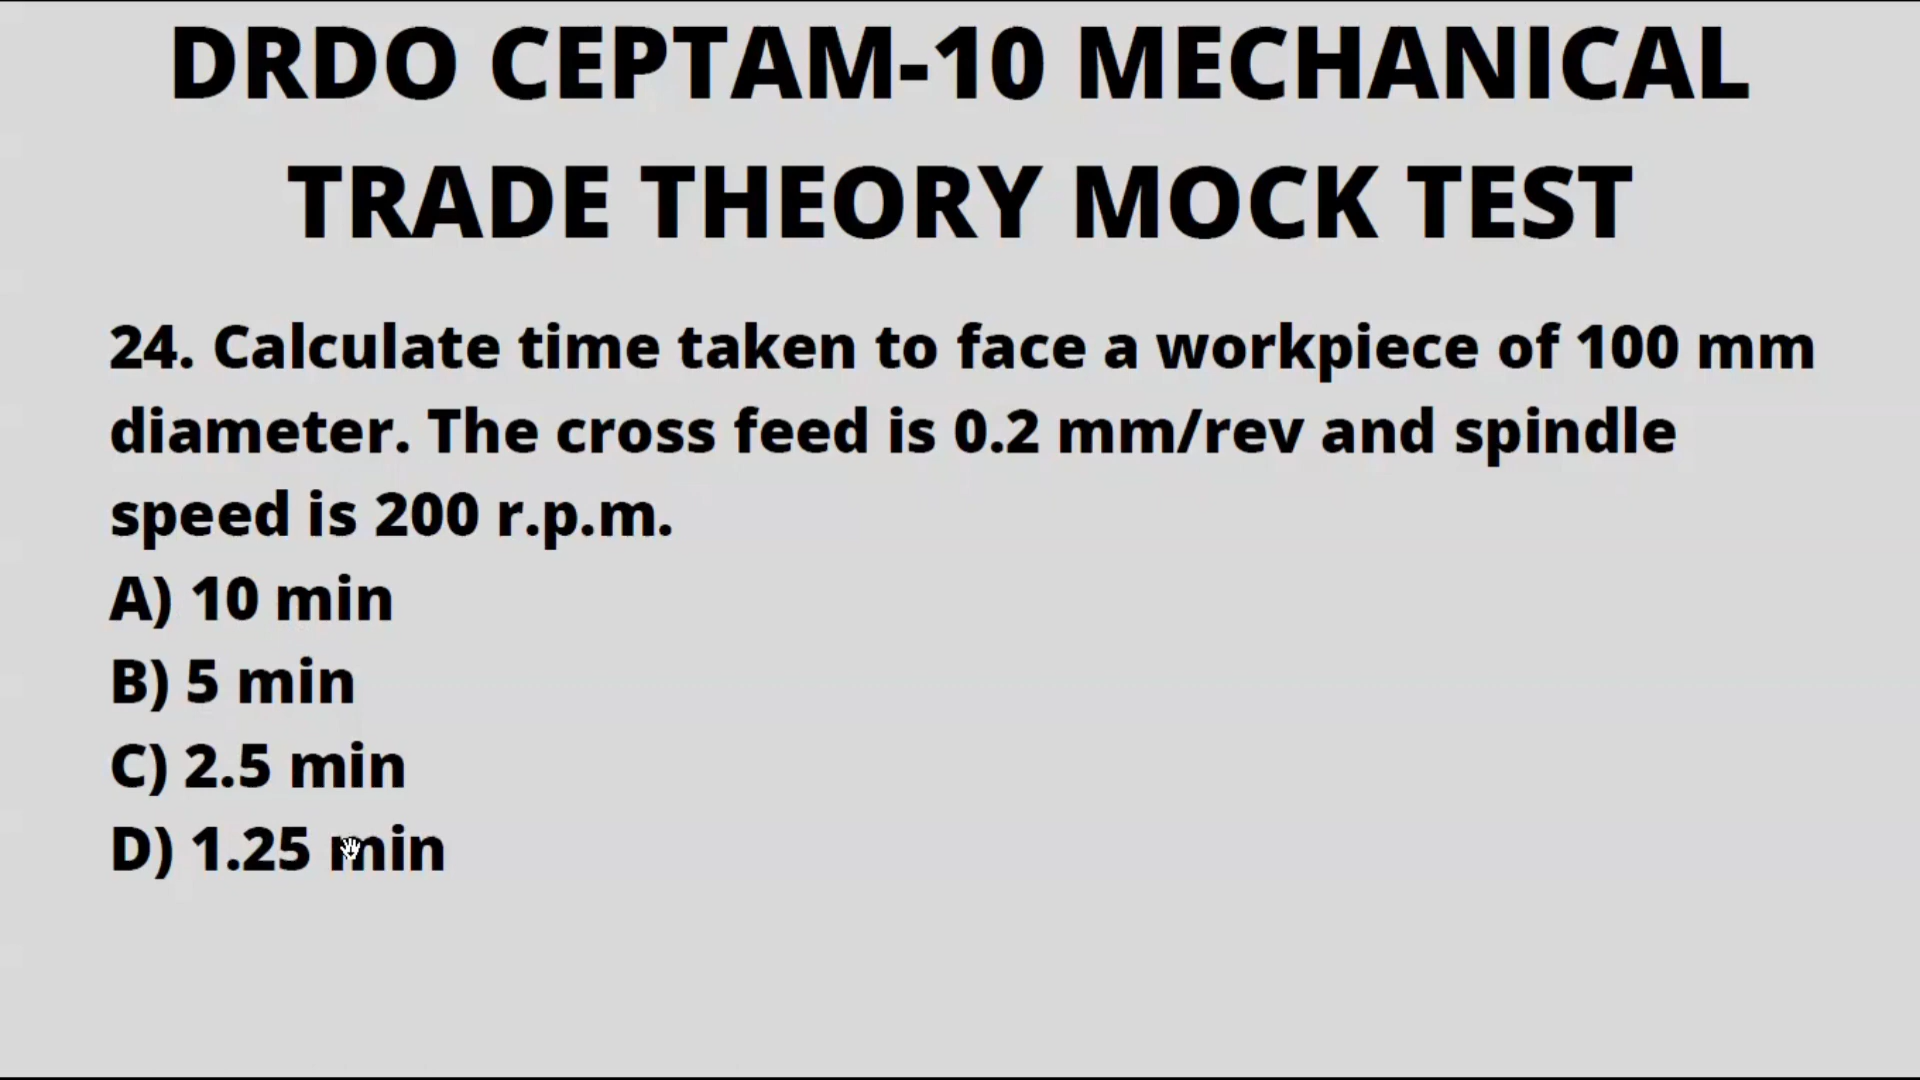 DRDO CEPTAM-10 MECHANICAL
TRADE THEORY MOCK TEST
24. Calculate time taken to face a workpiece of 100 mm
diameter. The cross feed is 0.2 mm/rev and spindle
speed is 200 r.p.m.
A) 10 min
B) 5 min
C) 2.5 min
D) 1.25 min